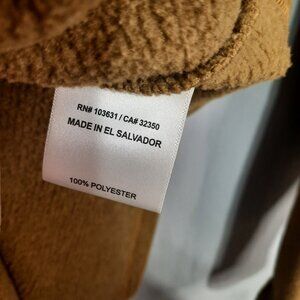 RN# 103631 / CA# 32350
MADE IN EL SALVADOR
100% POLYESTER